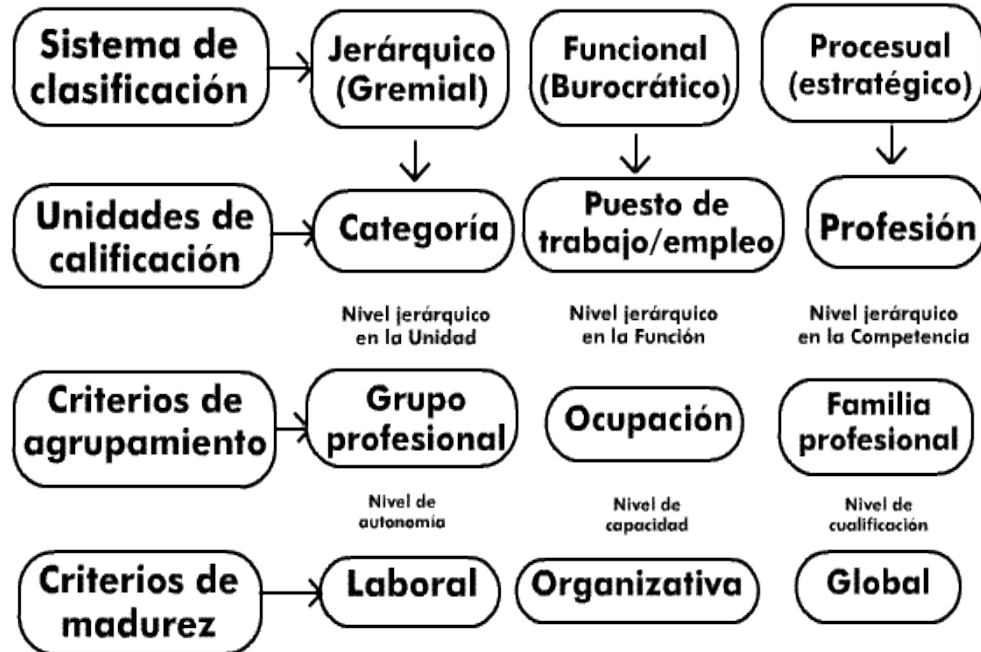 Sistema de
clasificación
Jerárquico
(Gremial)
Funcional
(Burocrático)
Procesual
(estratégico)
Unidades de
calificación
Categoría
Puesto de
trabajo/empleo
Profesión
Nivel jerárquico
en la Unidad
Nivel jerárquico
en la Función
Nivel jerárquico
en la Competencia
Criterios de
agrupamiento
Grupo
profesional
Ocupación
Familia
profesional
Nivel de
autonomía
Nivel de
capacidad
Nivel de
cualificación
Criterios de
madurez
Laboral
Organizativa
Global